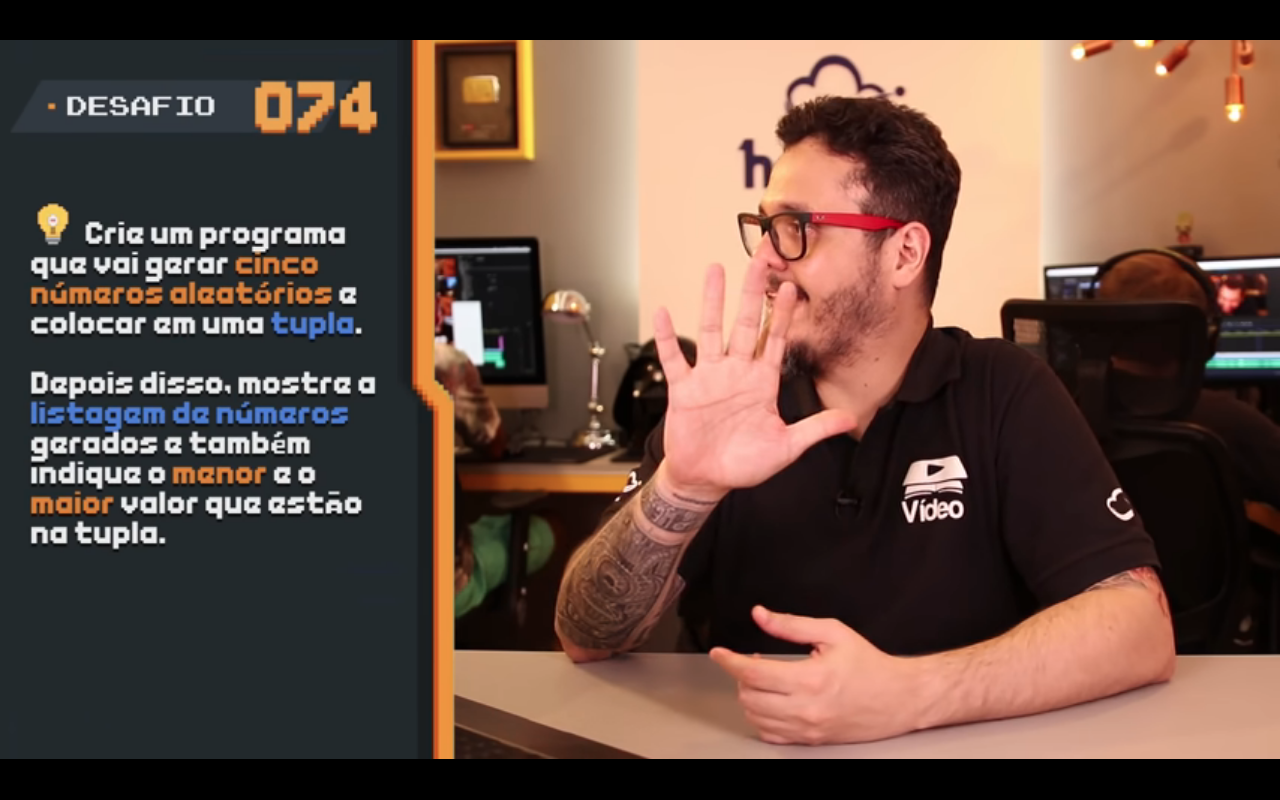 DESAFIO 074
Crie um programa
que vai gerar cinco
números aleatórios e
colocar em uma tupla.
Depois disso, mostre a
listagem de números
gerados e também
indique o menor e o
maior valor que estão
na tupla.
h
Vídeo